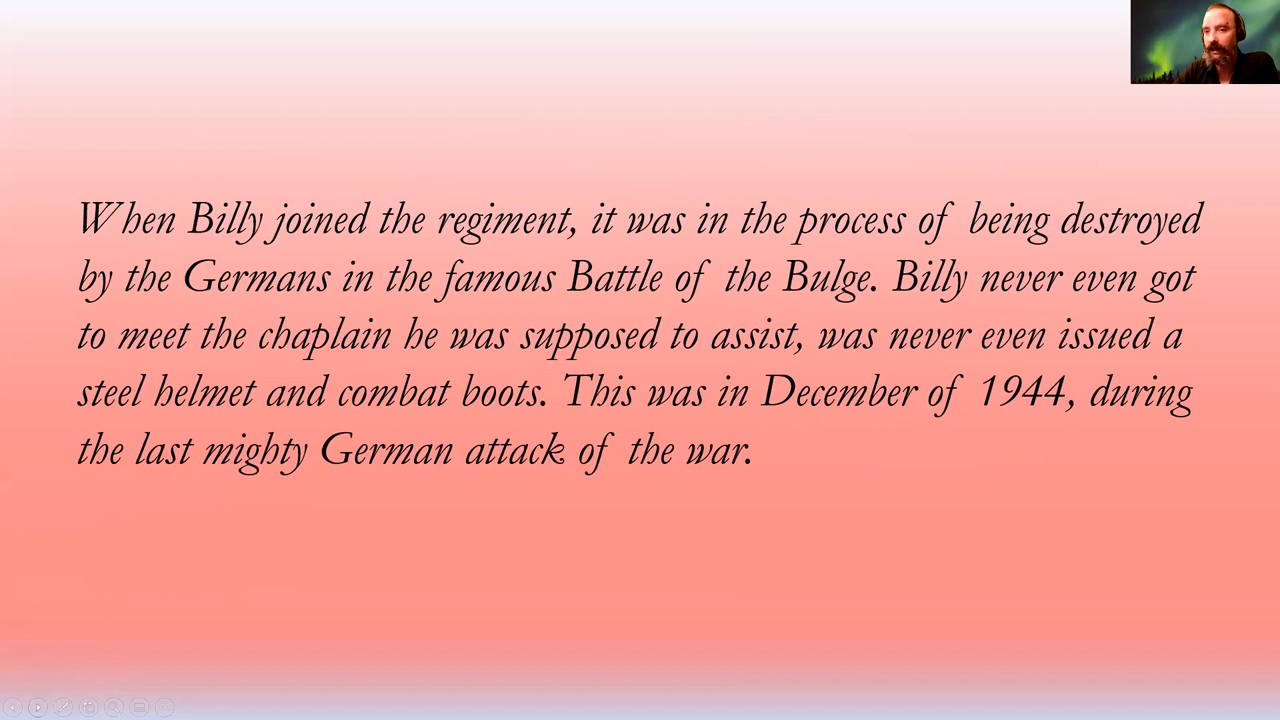 When Billy joined the regiment, it was in the process of being destroyed
by the Germans in the famous Battle of the Bulge. Billy never even got
to meet the chaplain he was supposed to assist, was never even issued a
steel helmet and combat boots. This was in December of 1944, during
the last mighty German attack of the war.